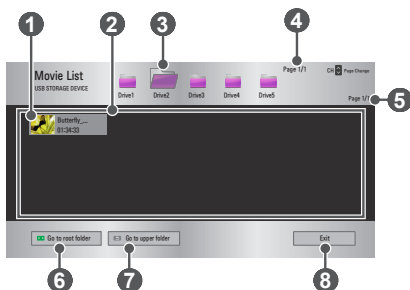 1 2 3 4
Movie List
USB STORAGE DEVICE
Drive1 Drive2 Drive3 Drive4 Drive5
Page 1/1
CH Page Change
Page 1/1
5
Butterfly_...
01:34:33
Go to root folder
Go to upper folder
Exit
6 7 8